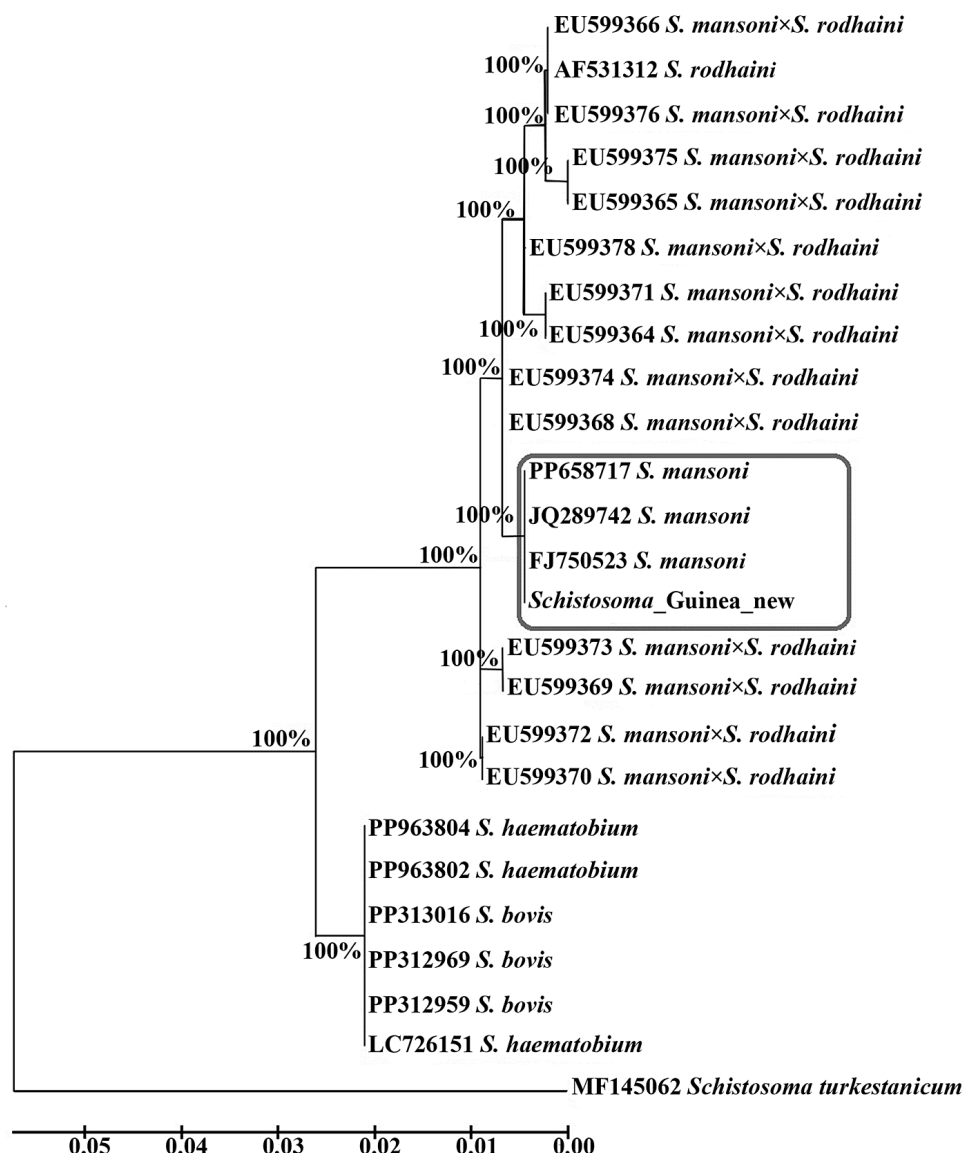 EU599366 S. mansoni×S. rodhaini
100%
AF531312 S. rodhaini
100%
EU599376 S. mansoni×S. rodhaini
100%
EU599375 S. mansoni×S. rodhaini
EU599365 S. mansoni×S. rodhaini
100%
EU599378 S. mansoni×S. rodhaini
EU599371 S. mansoni×S. rodhaini
100%
EU599364 S. mansoni×S. rodhaini
100%
EU599374 S. mansoni×S. rodhaini
EU599368 S. mansoni×S. rodhaini
PP658717 S. mansoni
100%
JQ289742 S. mansoni
100%
FJ750523 S. mansoni
Schistosoma_Guinea_new
EU599373 S. mansoni×S. rodhaini
100%
EU599369 S. mansoni×S. rodhaini
100%
EU599372 S. mansoni×S. rodhaini
100%
EU599370 S. mansoni×S. rodhaini
PP963804 S. haematobium
PP963802 S. haematobium
PP313016 S. bovis
100%
PP312969 S. bovis
PP312959 S. bovis
LC726151 S. haematobium
MF145062 Schistosoma turkestanicum
0.05 0.04 0.03 0.02 0.01 0.00